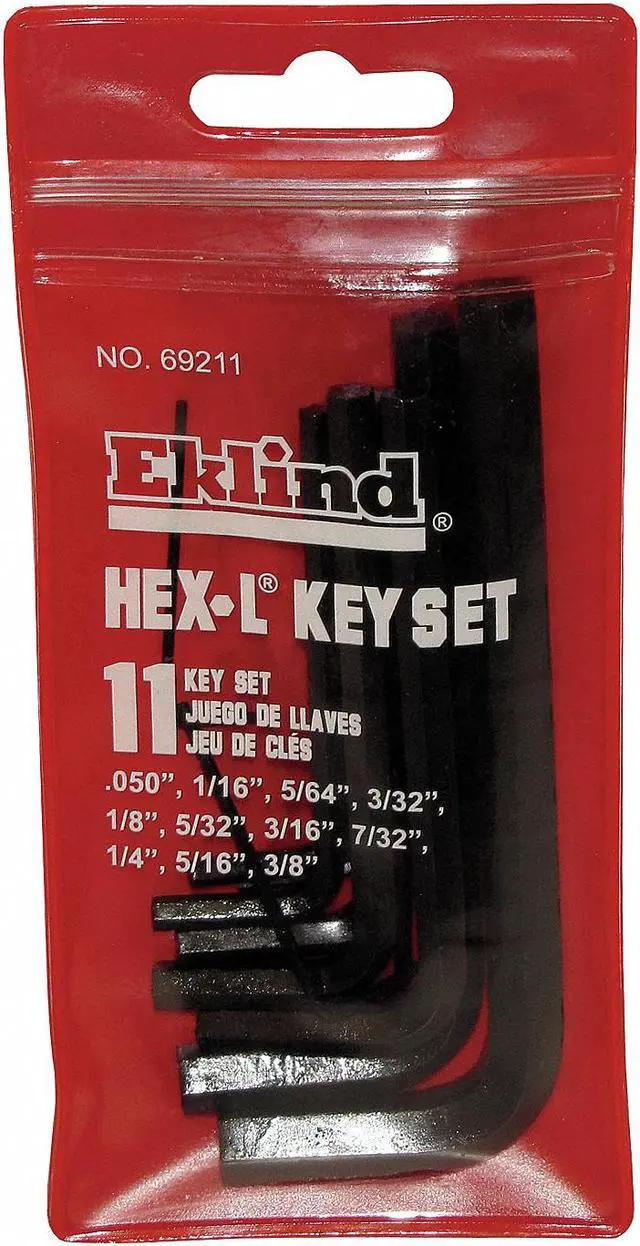 NO. 69211
Eklind®
HEX•L® KEY SET
11 KEY SET
JUEGO DE LLAVES
JEU DE CLÉS
.050”, 1/16”, 5/64”, 3/32”,
1/8”, 5/32”, 3/16”, 7/32”,
1/4”, 5/16”, 3/8”